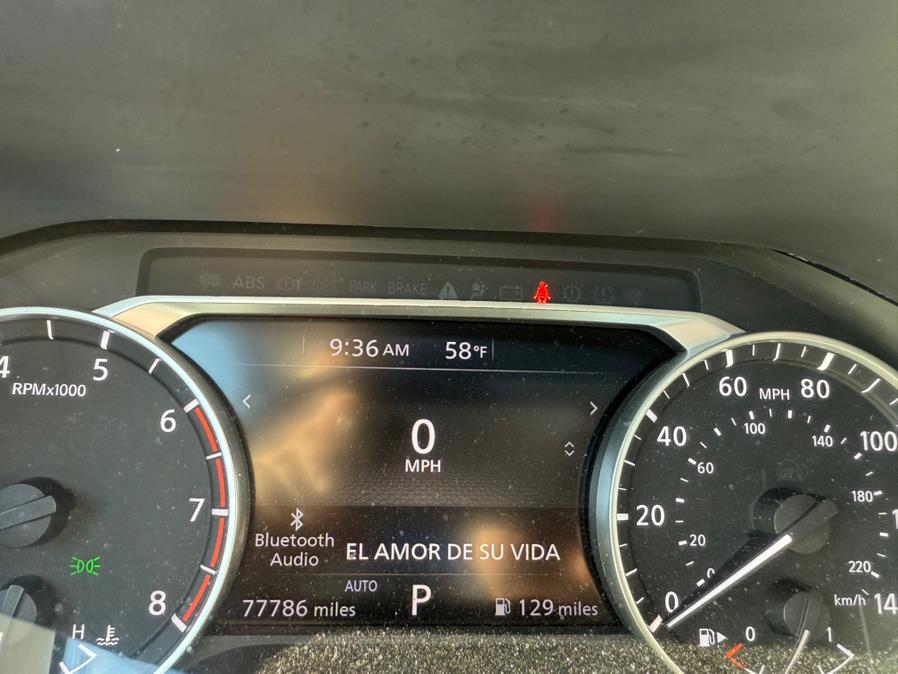 ABS PARK BRAKE
9:36 AM 58°F
4 5 6 7 8
RPMx1000
0
MPH
Bluetooth
Audio
EL AMOR DE SU VIDA
AUTO
77786 miles P 129 miles
H
60 MPH 80
40 100
20
0 14
100 140
60 180
20 220
0 km/h
0 1